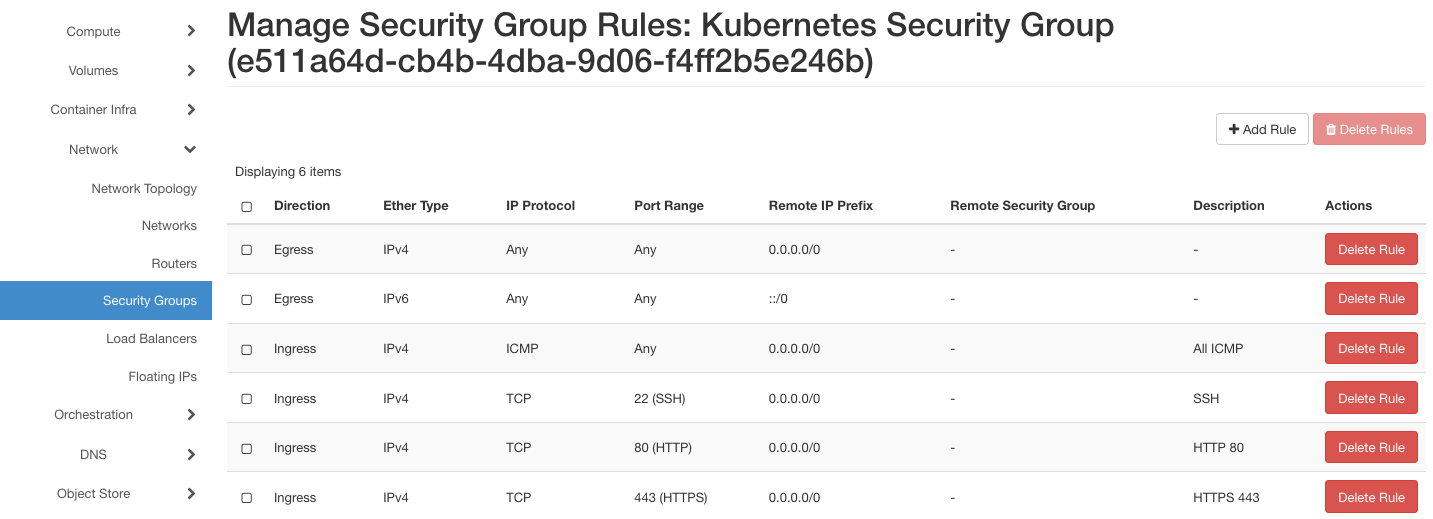 Compute
Volumes
Container Infra
Network
Network Topology
Networks
Routers
Security Groups
Load Balancers
Floating IPs
Orchestration
DNS
Object Store
Manage Security Group Rules: Kubernetes Security Group
(e511a64d-cb4b-4dba-9d06-f4ff2b5e246b)
Add Rule Delete Rules
Displaying 6 items
Direction Ether Type IP Protocol Port Range Remote IP Prefix Remote Security Group Description Actions
Egress IPv4 Any Any 0.0.0.0/0 - - Delete Rule
Egress IPv6 Any Any ::/0 - - Delete Rule
Ingress IPv4 ICMP Any 0.0.0.0/0 - All ICMP Delete Rule
Ingress IPv4 TCP 22 (SSH) 0.0.0.0/0 - SSH Delete Rule
Ingress IPv4 TCP 80 (HTTP) 0.0.0.0/0 - HTTP 80 Delete Rule
Ingress IPv4 TCP 443 (HTTPS) 0.0.0.0/0 - HTTPS 443 Delete Rule